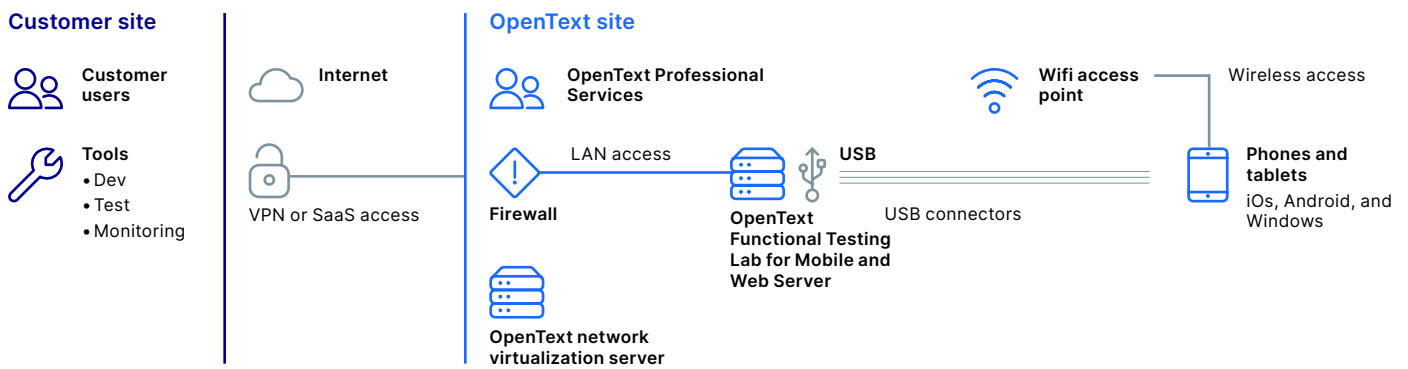 Customer site
Customer
users
Tools
• Dev
• Test
• Monitoring
Internet
VPN or SaaS access
OpenText site
OpenText Professional
Services
LAN access
Firewall
OpenText network
virtualization server
OpenText
Functional Testing
Lab for Mobile and
Web Server
USB
USB connectors
Wifi access
point
Wireless access
Phones and
tablets
iOs, Android, and
Windows